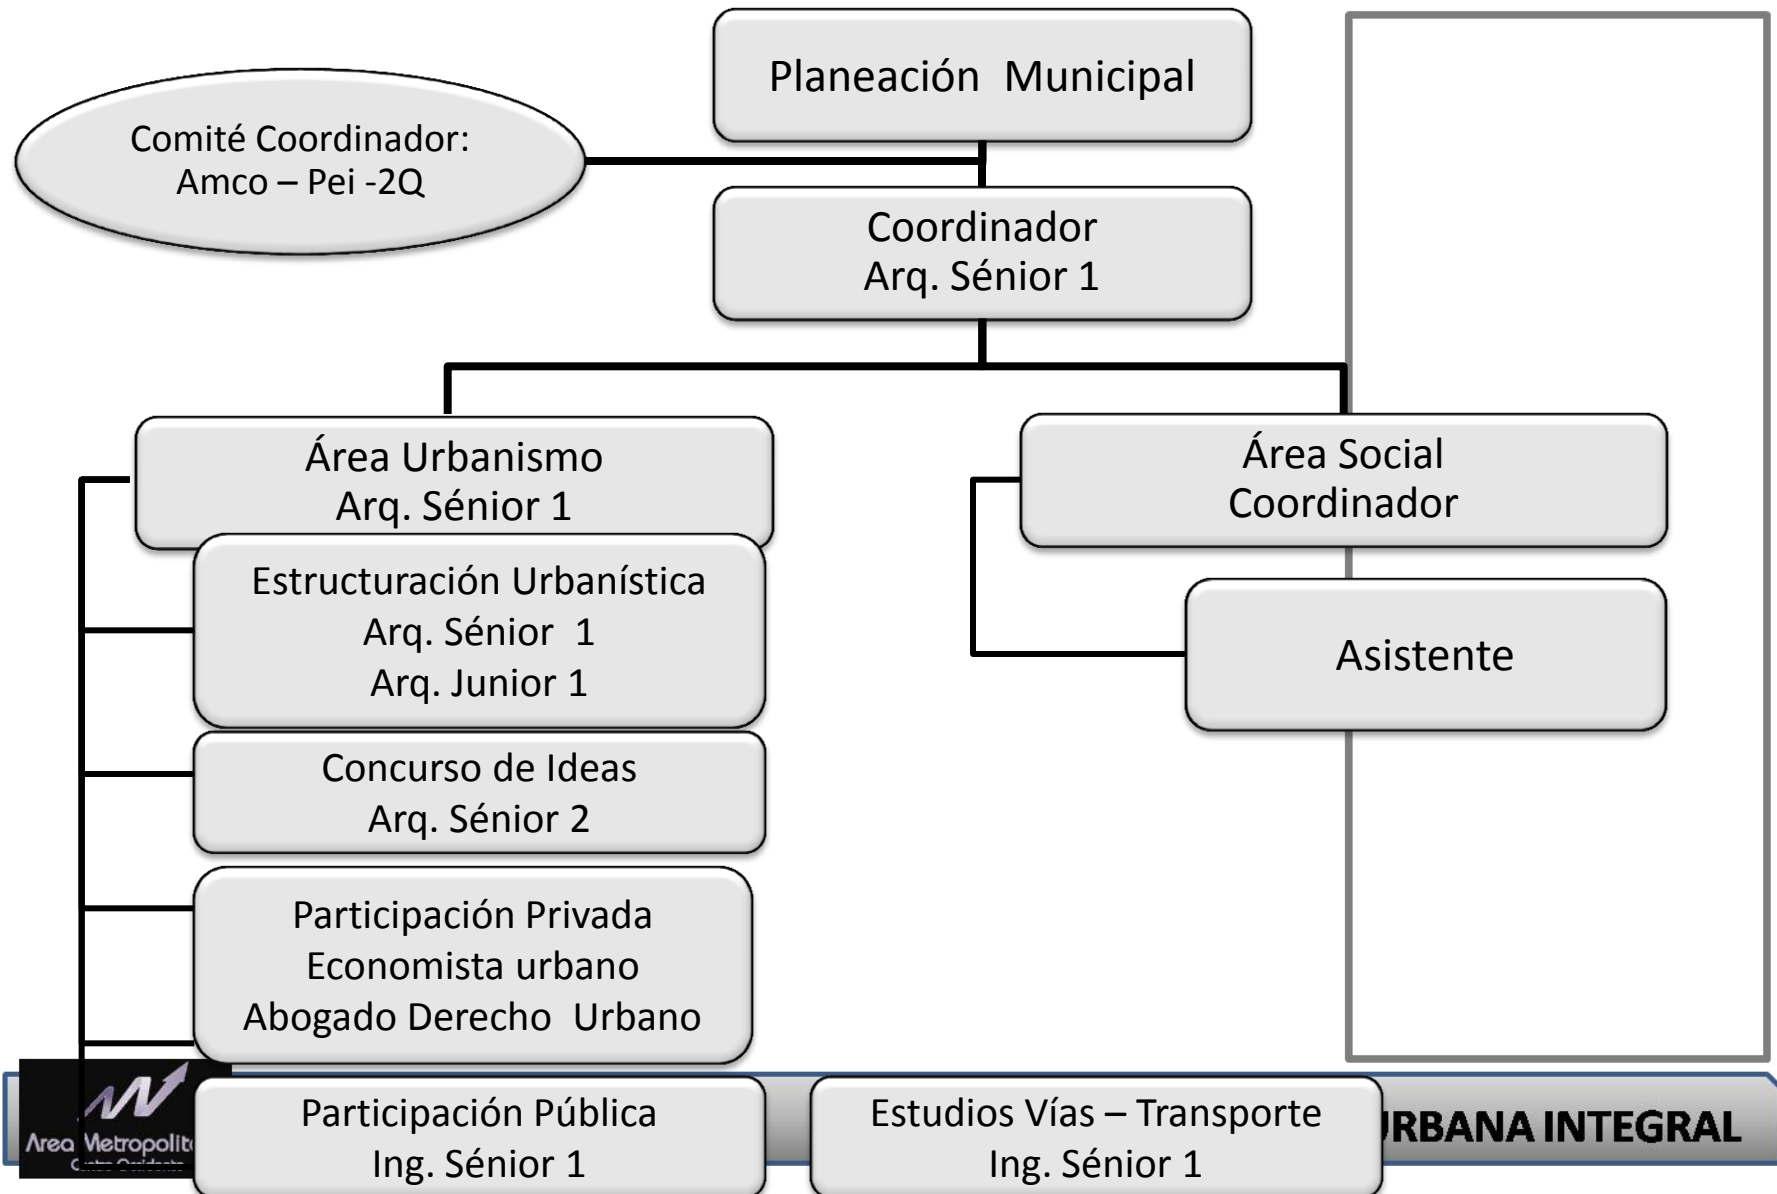 Planeación Municipal
Comité Coordinador:
Amco – Pei -2Q
Coordinador
Arq. Sénior 1
Área Urbanismo
Arq. Sénior 1
Estructuración Urbanística
Arq. Sénior 1
Arq. Junior 1
Concurso de Ideas
Arq. Sénior 2
Participación Privada
Economista urbano
Abogado Derecho Urbano
Participación Pública
Ing. Sénior 1
Área Social
Coordinador
Asistente
Estudios Vías – Transporte
Ing. Sénior 1
INTEGRAL
Area